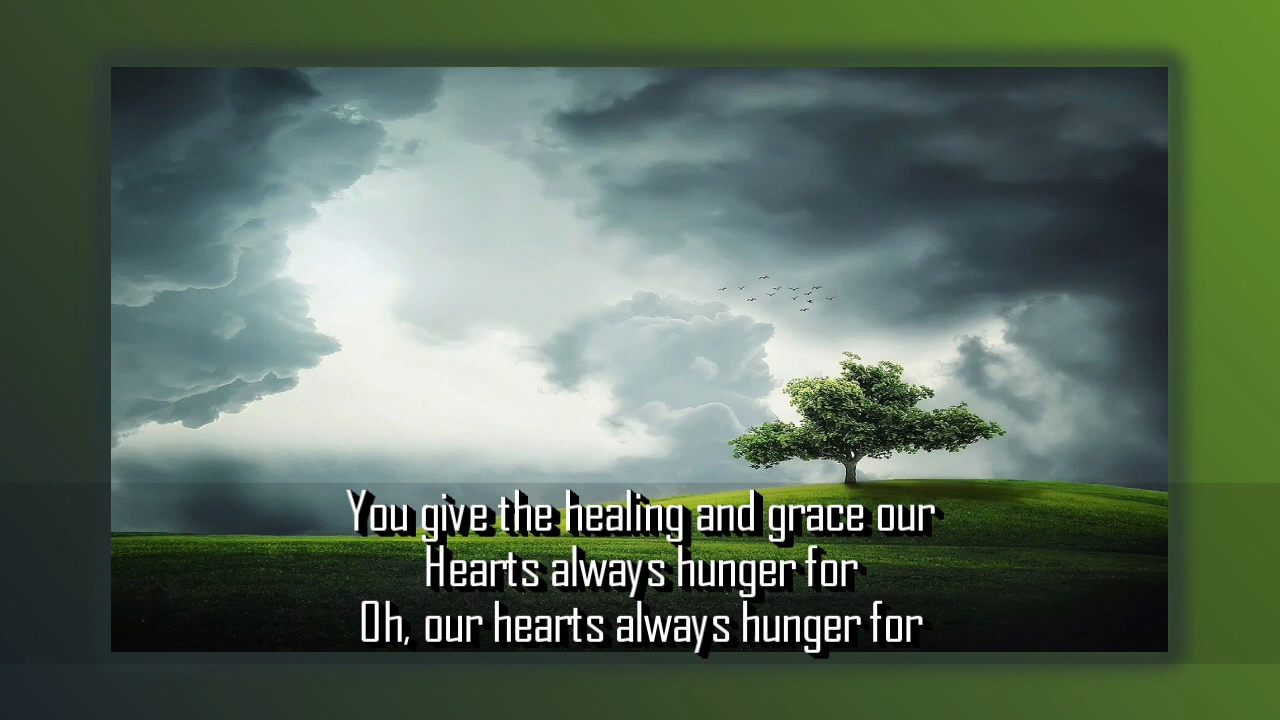 You give the healing and grace our
Hearts always hunger for
Oh, our hearts always hunger for